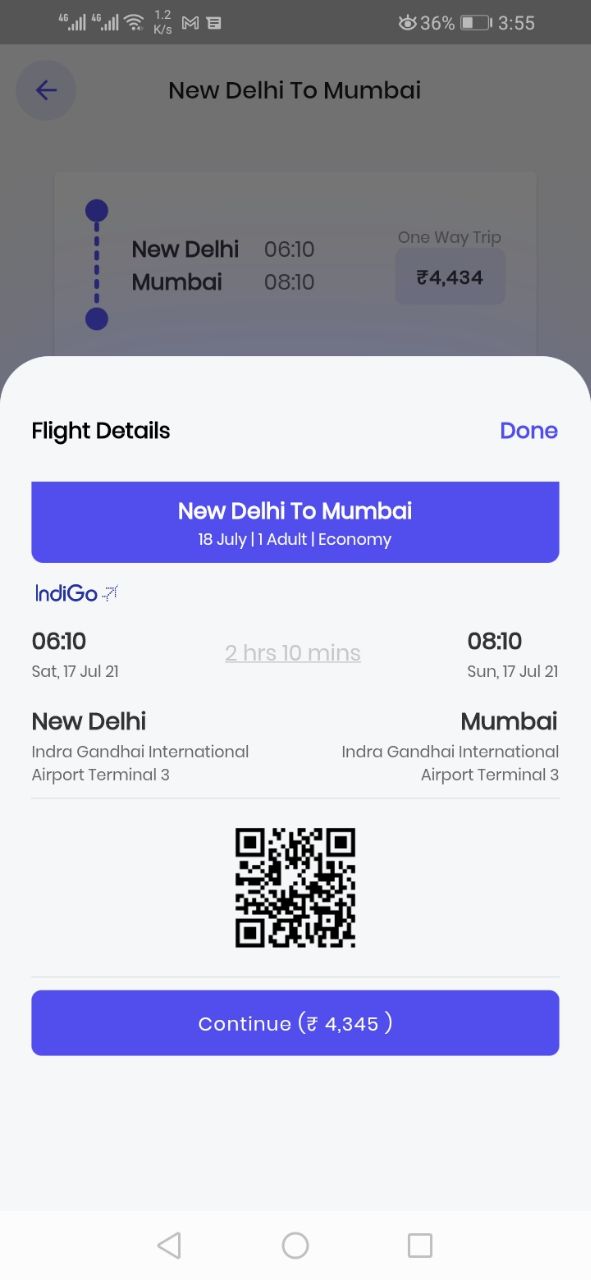 4G 4G 1.2 K/s 36% 3:55
New Delhi To Mumbai
One Way Trip
New Delhi 06:10
₹4,434
Mumbai 08:10
Flight Details Done
New Delhi To Mumbai
18 July | 1 Adult | Economy
IndiGo
06:10 2 hrs 10 mins 08:10
Sat, 17 Jul 21 Sun, 17 Jul 21
New Delhi Mumbai
Indra Gandhai International Indra Gandhai International
Airport Terminal 3 Airport Terminal 3
Continue (₹ 4,345 )